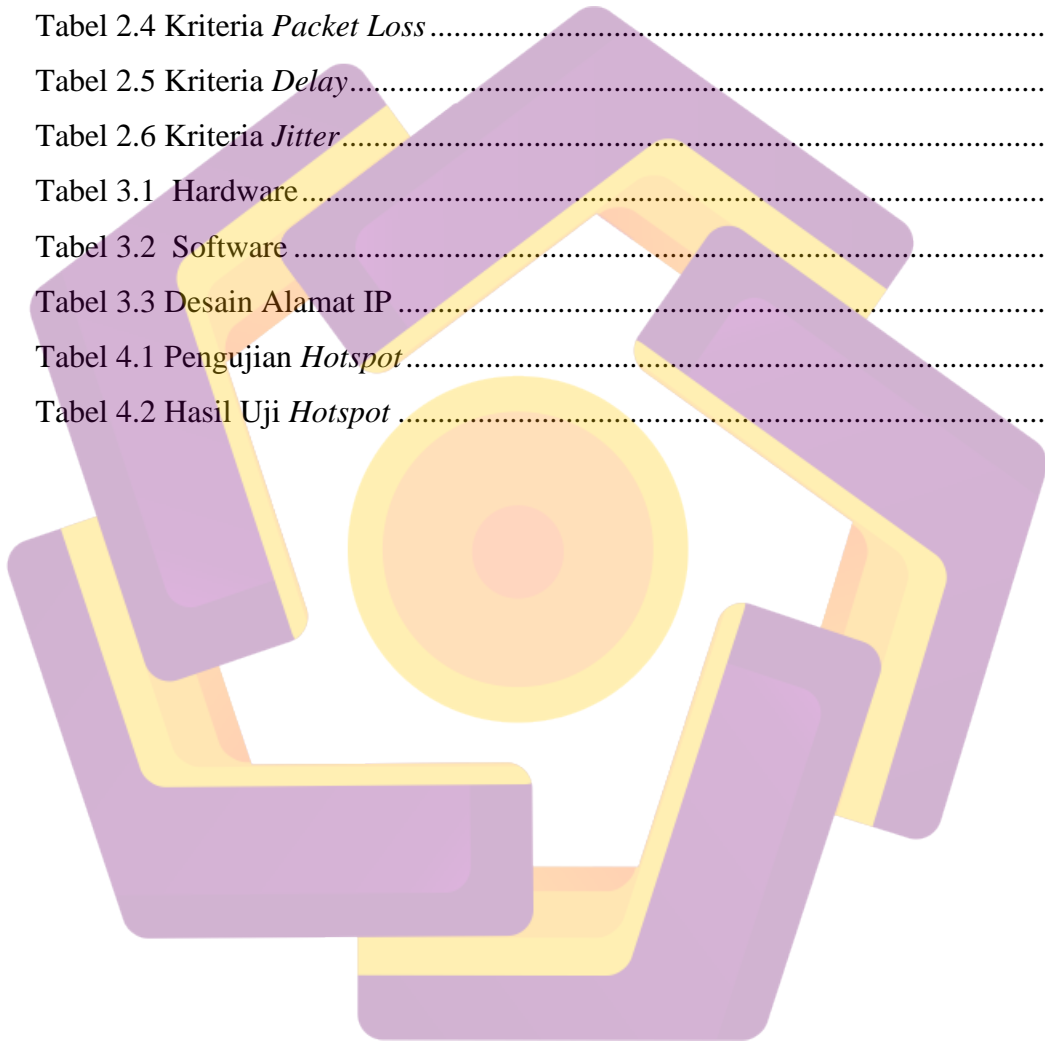 Tabel 2.4 Kriteria Packet Loss ....................................................................................
Tabel 2.5 Kriteria Delay..............................................................................................
Tabel 2.6 Kriteria Jitter...............................................................................................
Tabel 3.1  Hardware....................................................................................................
Tabel 3.2  Software .....................................................................................................
Tabel 3.3 Desain Alamat IP ........................................................................................
Tabel 4.1 Pengujian Hotspot.......................................................................................
Tabel 4.2 Hasil Uji Hotspot ........................................................................................